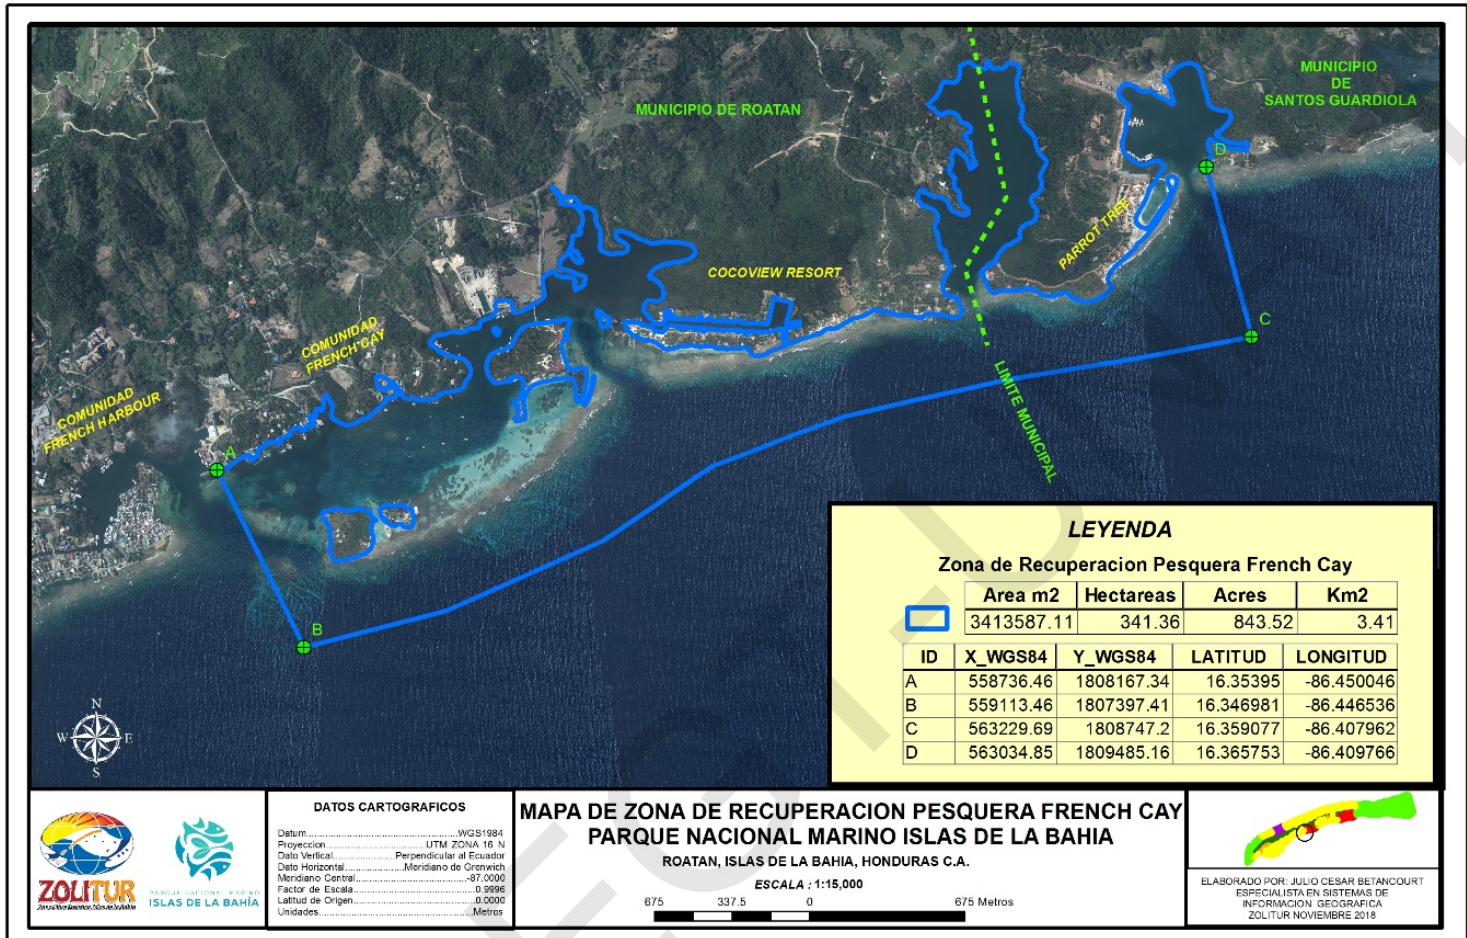 MUNICIPIO
DE
SANTOS GUARDIOLA
MUNICIPIO DE ROATAN
D
PARROT TREE
COCOVIEW RESORT
C
COMUNIDAD
FRENCH CAY
LIMITE MUNICIPAL
COMUNIDAD
FRENCH HARBOUR
A
B
LEYENDA
Zona de Recuperacion Pesquera French Cay
Area m2 Hectareas Acres Km2
3413587.11 341.36 843.52 3.41
ID X_WGS84 Y_WGS84 LATITUD LONGITUD
A 558736.46 1808167.34 16.35395 -86.450046
B 559113.46 1807397.41 16.346981 -86.446536
C 563229.69 1808747.2 16.359077 -86.407962
D 563034.85 1809485.16 16.365753 -86.409766
N
W E
S
ZOLITUR
PARQUE NACIONAL MARINO
ISLAS DE LA BAHÍA
DATOS CARTOGRAFICOS
Datum WGS1984
Proyeccion UTM ZONA 16 N
Dato Vertical Perpendicular al Ecuador
Dato Horizontal Meridiano de Grenwich
Meridiano Central -87.0000
Factor de Escala 0.9996
Latitud de Origen 0.0000
Unidades Metros
MAPA DE ZONA DE RECUPERACION PESQUERA FRENCH CAY
PARQUE NACIONAL MARINO ISLAS DE LA BAHIA
ROATAN, ISLAS DE LA BAHIA, HONDURAS C.A.
ESCALA : 1:15,000
675 337.5 0 675 Metros
ELABORADO POR: JULIO CESAR BETANCOURT
ESPECIALISTA EN SISTEMAS DE
INFORMACION GEOGRAFICA
ZOLITUR NOVIEMBRE 2018